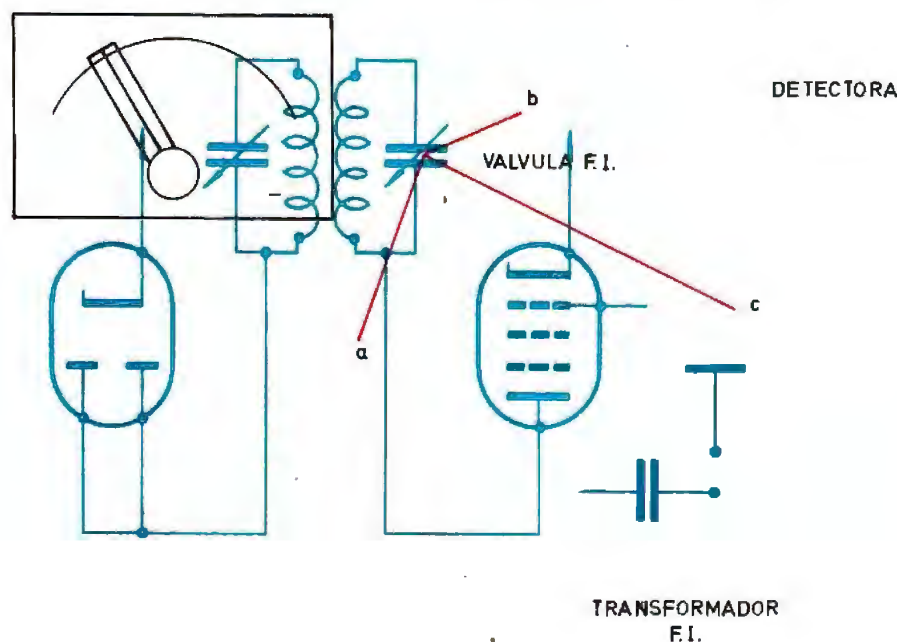 b
DETECTORA
VALVULA F.I.
c
a
TRANSFORMADOR
F.I.